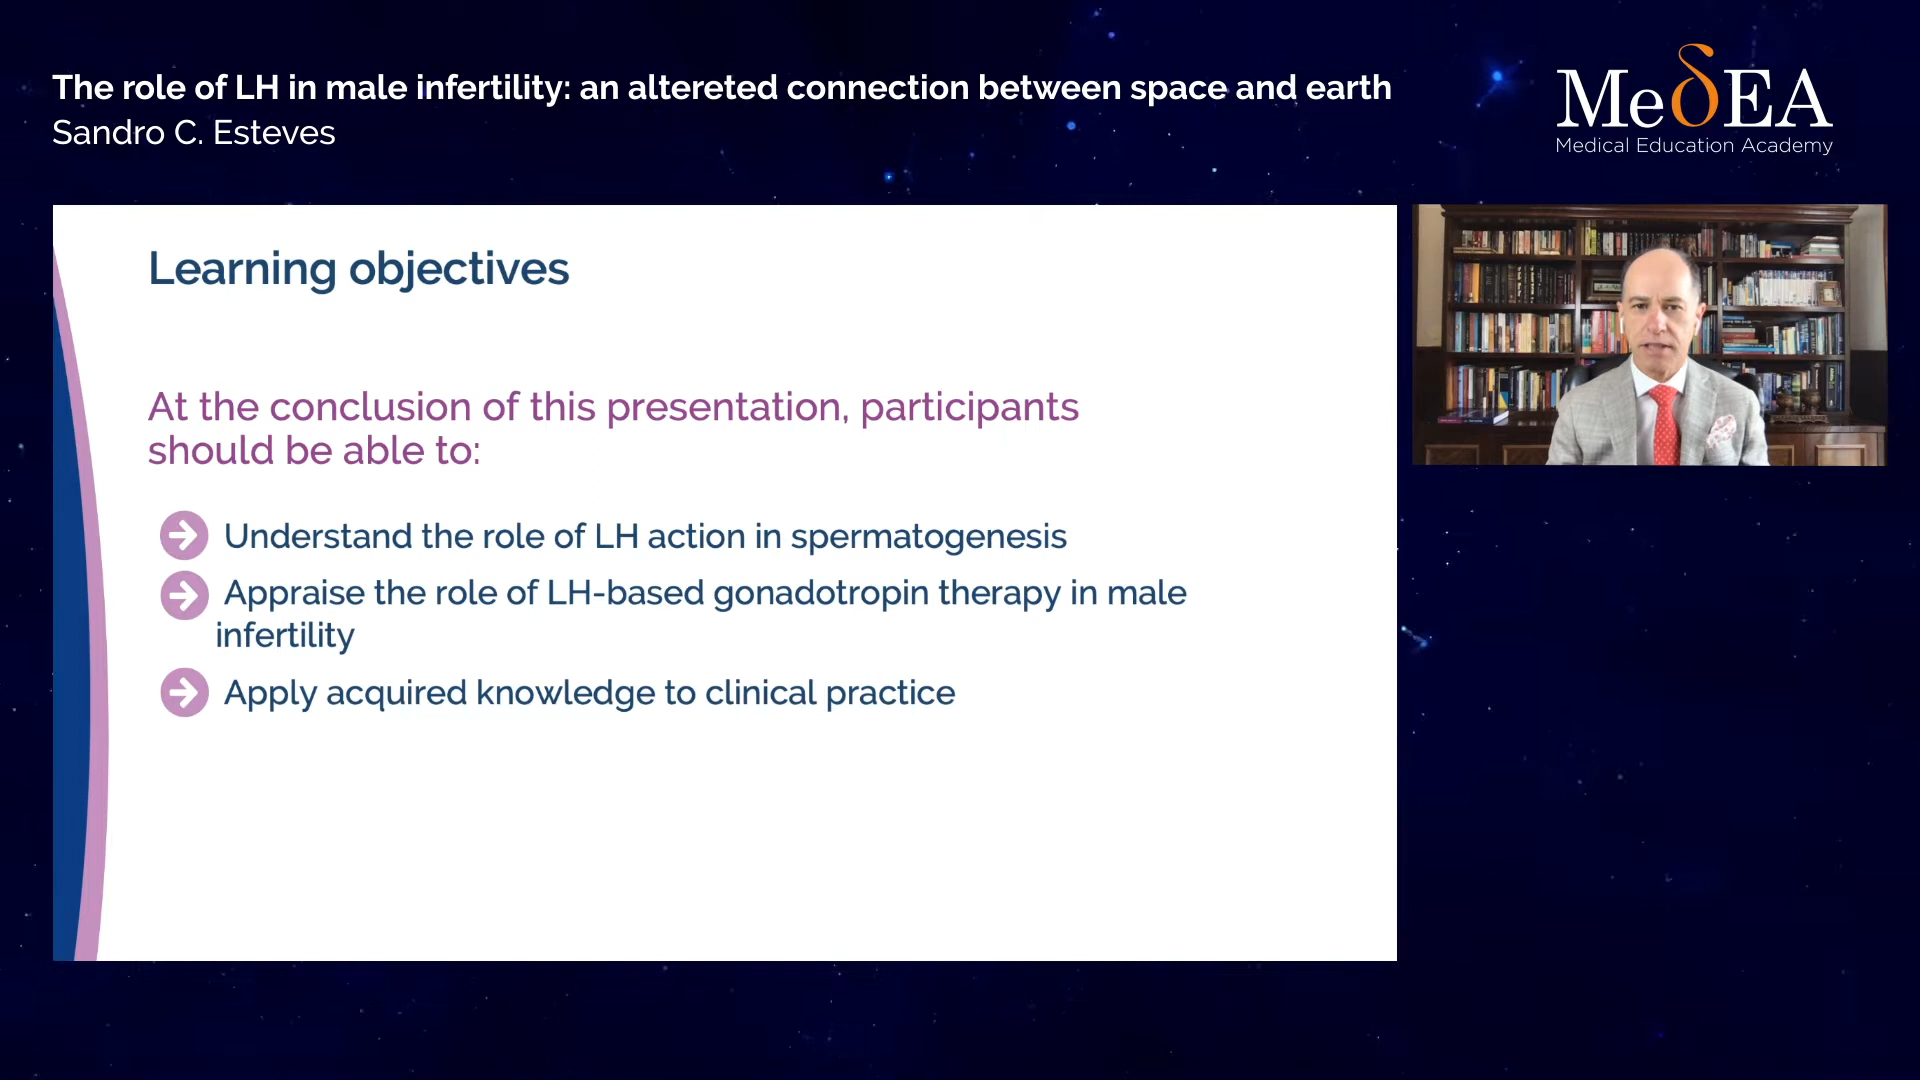 The role of LH in male infertility: an altereted connection between space and earth
Sandro C. Esteves
MeδEA
Medical Education Academy
Learning objectives
At the conclusion of this presentation, participants
should be able to:
Understand the role of LH action in spermatogenesis
Appraise the role of LH-based gonadotropin therapy in male
infertility
Apply acquired knowledge to clinical practice